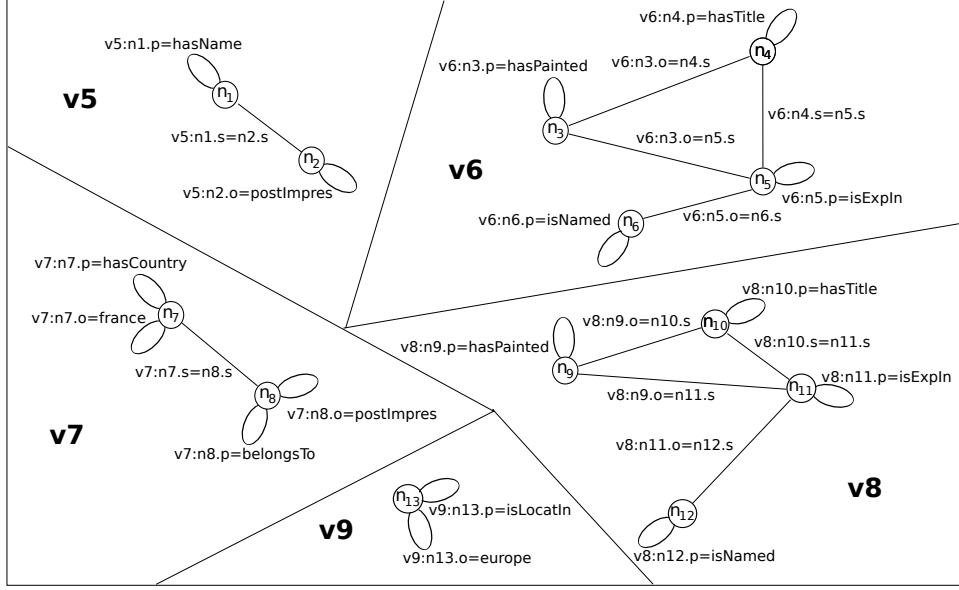 v5:n1.p=hasName
n1
v5
v5:n1.s=n2.s
n2
v5:n2.o=postImpres
v6:n4.p=hasTitle
n4
v6:n3.o=n4.s
v6:n3.p=hasPainted
v6:n4.s=n5.s
n3
v6:n3.o=n5.s
v6
n5
v6:n5.p=isExpIn
v6:n6.p=isNamed
n6
v6:n5.o=n6.s
v7:n7.p=hasCountry
v7:n7.o=france
n7
v7:n7.s=n8.s
n8
v7:n8.o=postImpres
v7
v7:n8.p=belongsTo
v8:n10.p=hasTitle
v8:n9.o=n10.s
n10
v8:n9.p=hasPainted
v8:n10.s=n11.s
n9
v8:n11.p=isExpIn
n11
v8:n9.o=n11.s
v8:n11.o=n12.s
v8
n12
v8:n12.p=isNamed
n13
v9:n13.p=isLocatIn
v9
v9:n13.o=europe